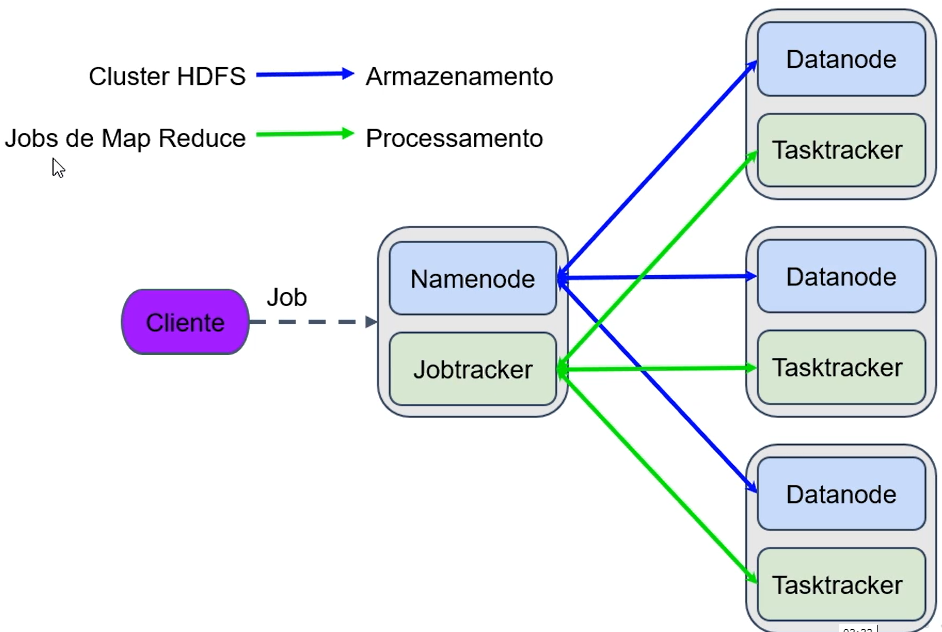 Cluster HDFS Armazenamento
Jobs de Map Reduce Processamento
Cliente
Job
Namenode
Jobtracker
Datanode
Tasktracker
Datanode
Tasktracker
Datanode
Tasktracker